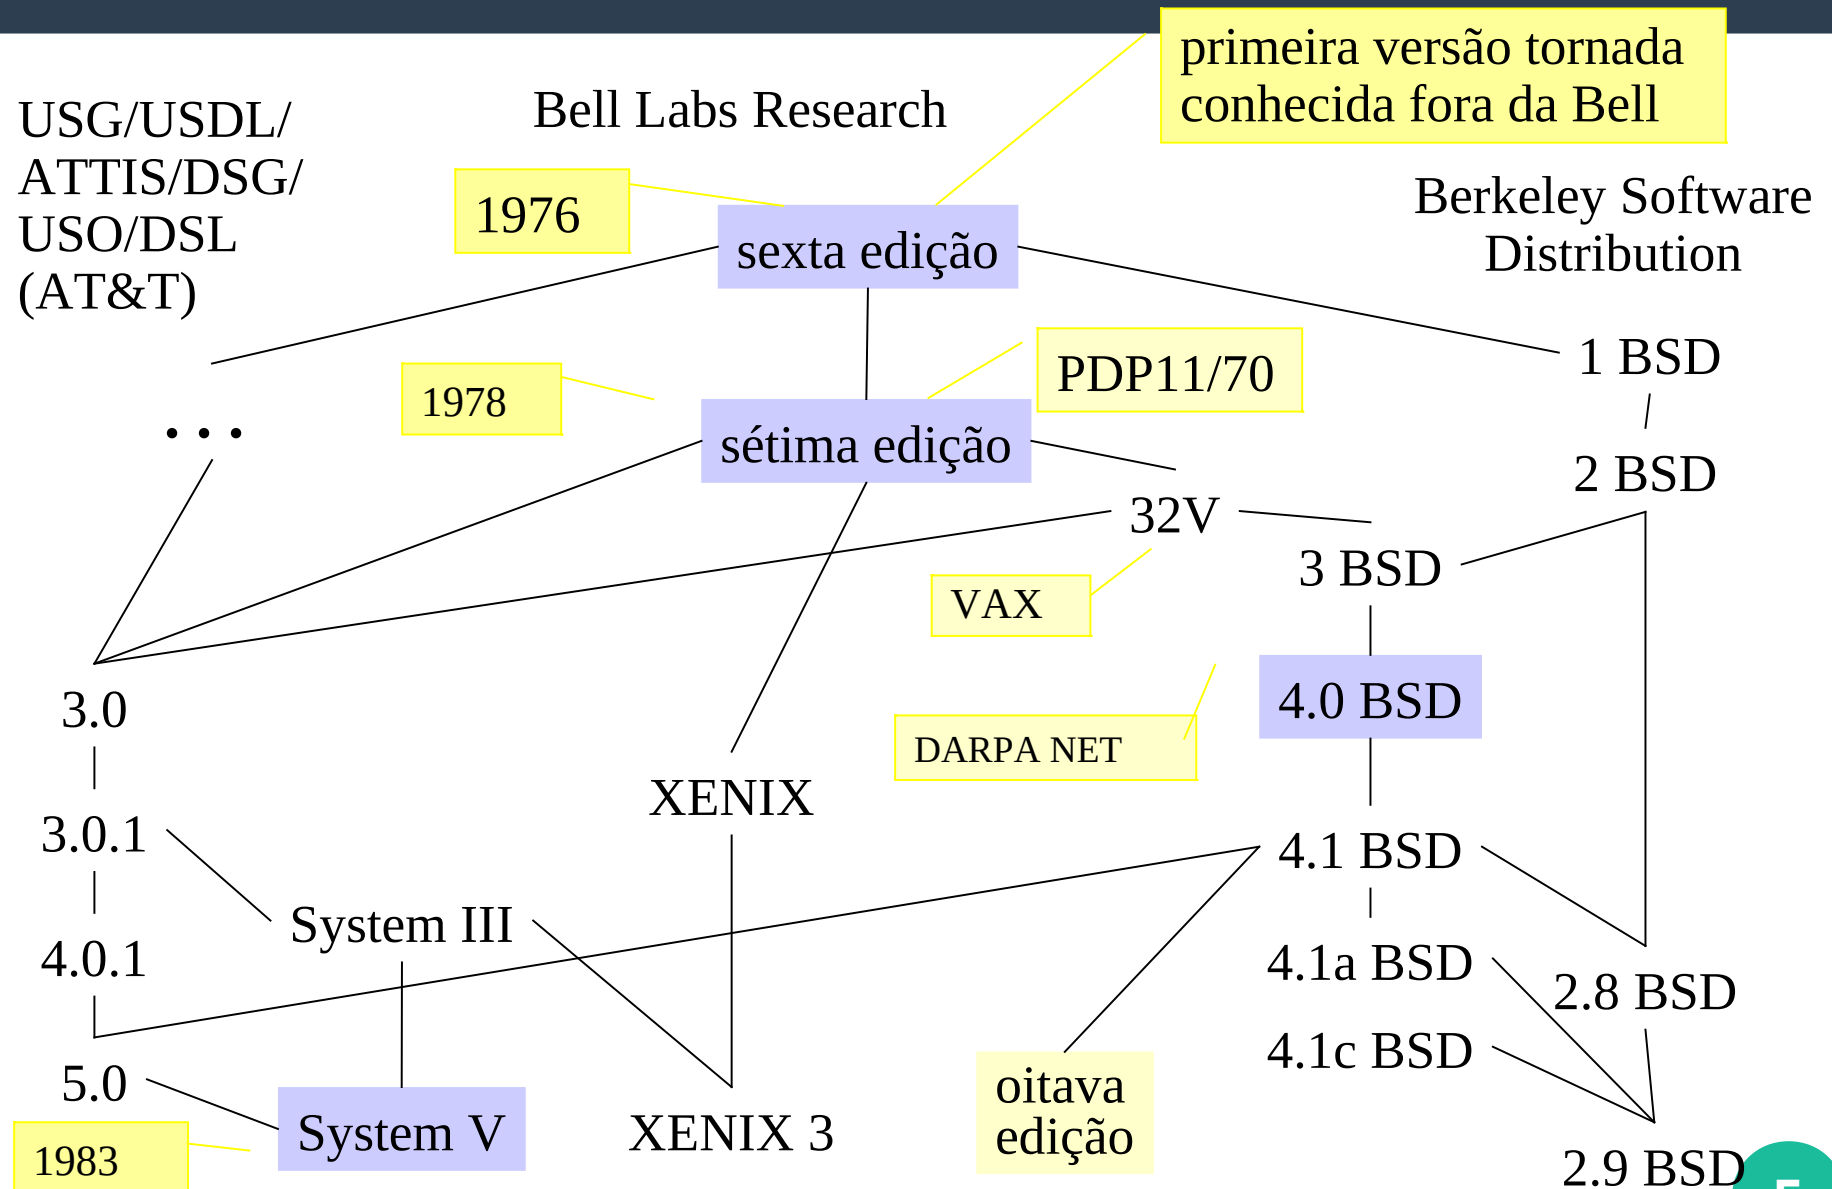 primeira versão tornada
conhecida fora da Bell
USG/USDL/
ATTIS/DSG/
USO/DSL
(AT&T)
Bell Labs Research
Berkeley Software
Distribution
1976
sexta edição
1 BSD
PDP11/70
1978
...
sétima edição
2 BSD
32V
3 BSD
VAX
3.0
4.0 BSD
DARPA NET
XENIX
3.0.1
4.1 BSD
System III
4.0.1
4.1a BSD
2.8 BSD
4.1c BSD
5.0
oitava
edição
System V
XENIX 3
1983
2.9 BSD